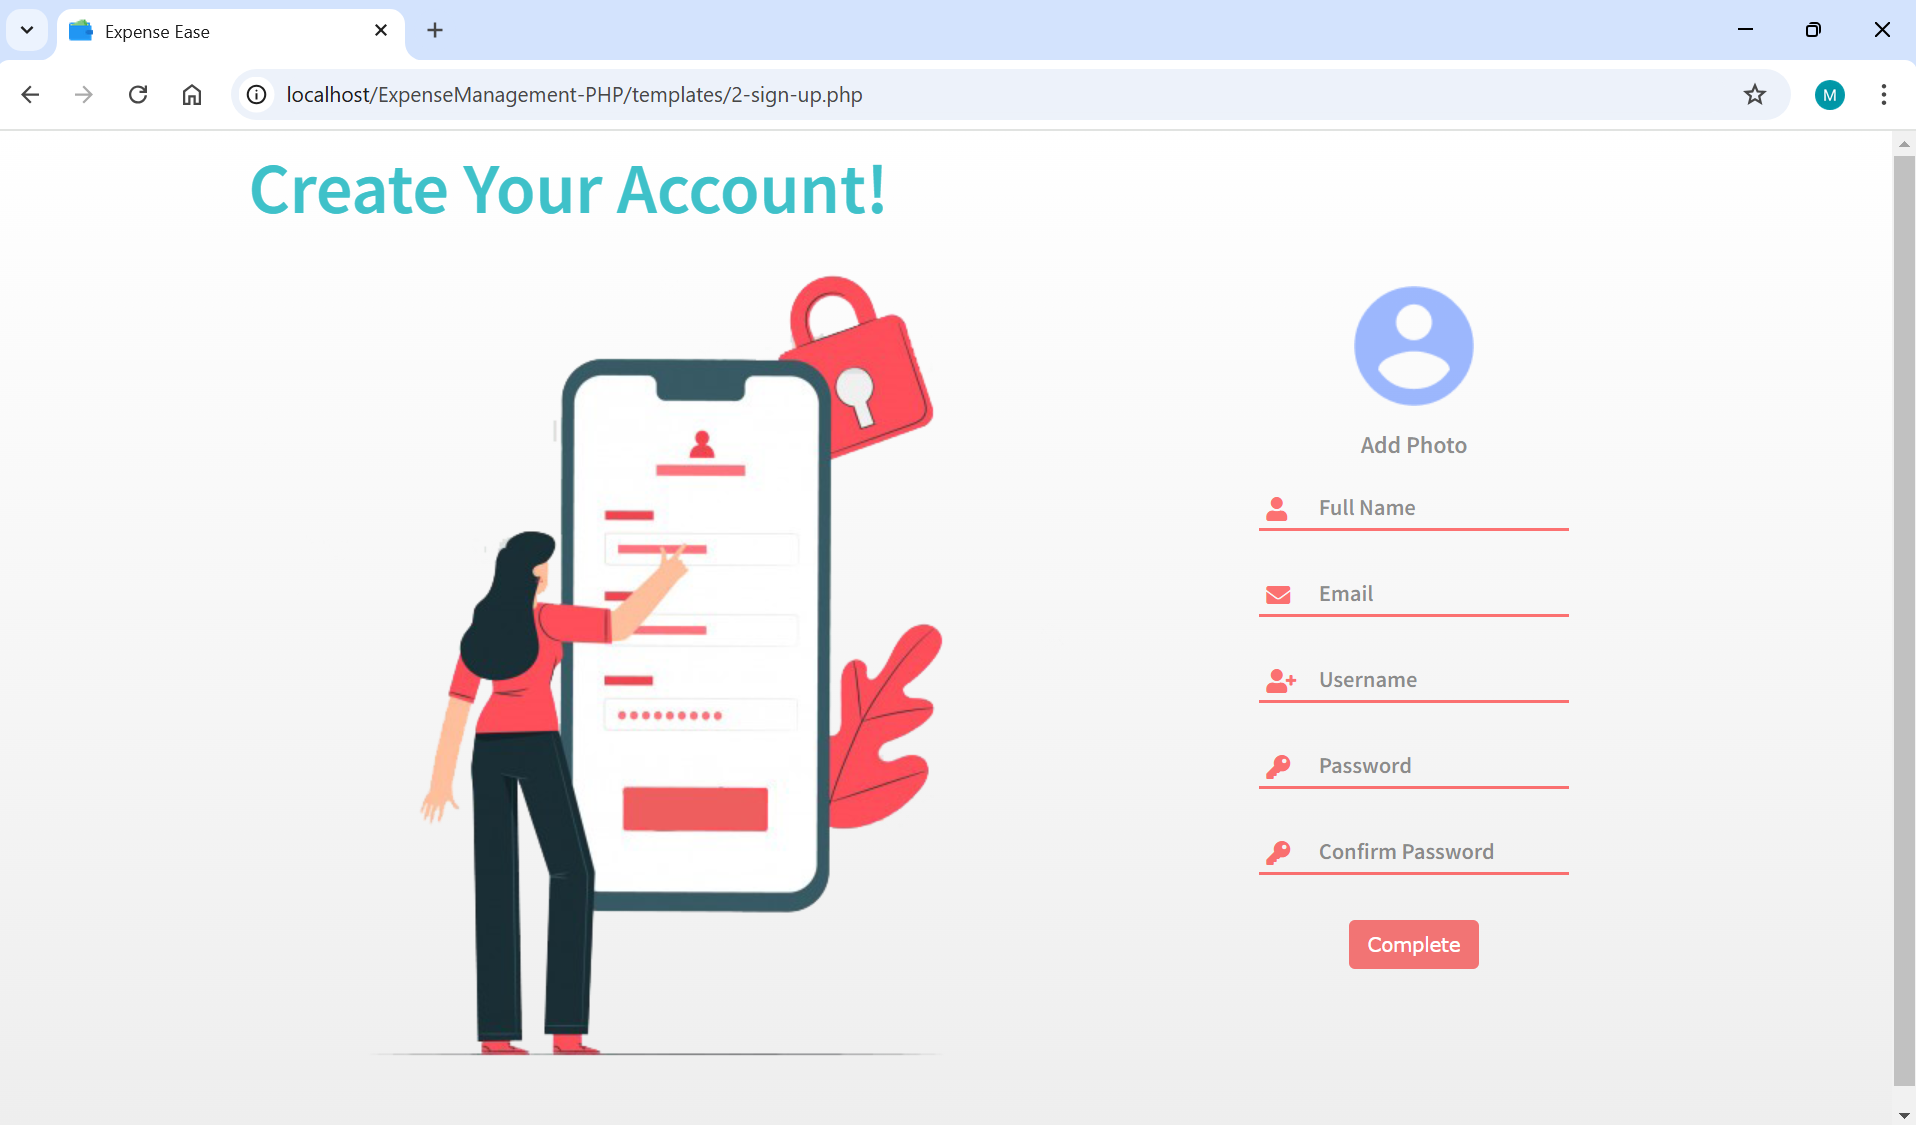 Expense Ease
localhost/ExpenseManagement-PHP/templates/2-sign-up.php
M
Create Your Account!
Add Photo
Full Name
Email
Username
Password
Confirm Password
Complete